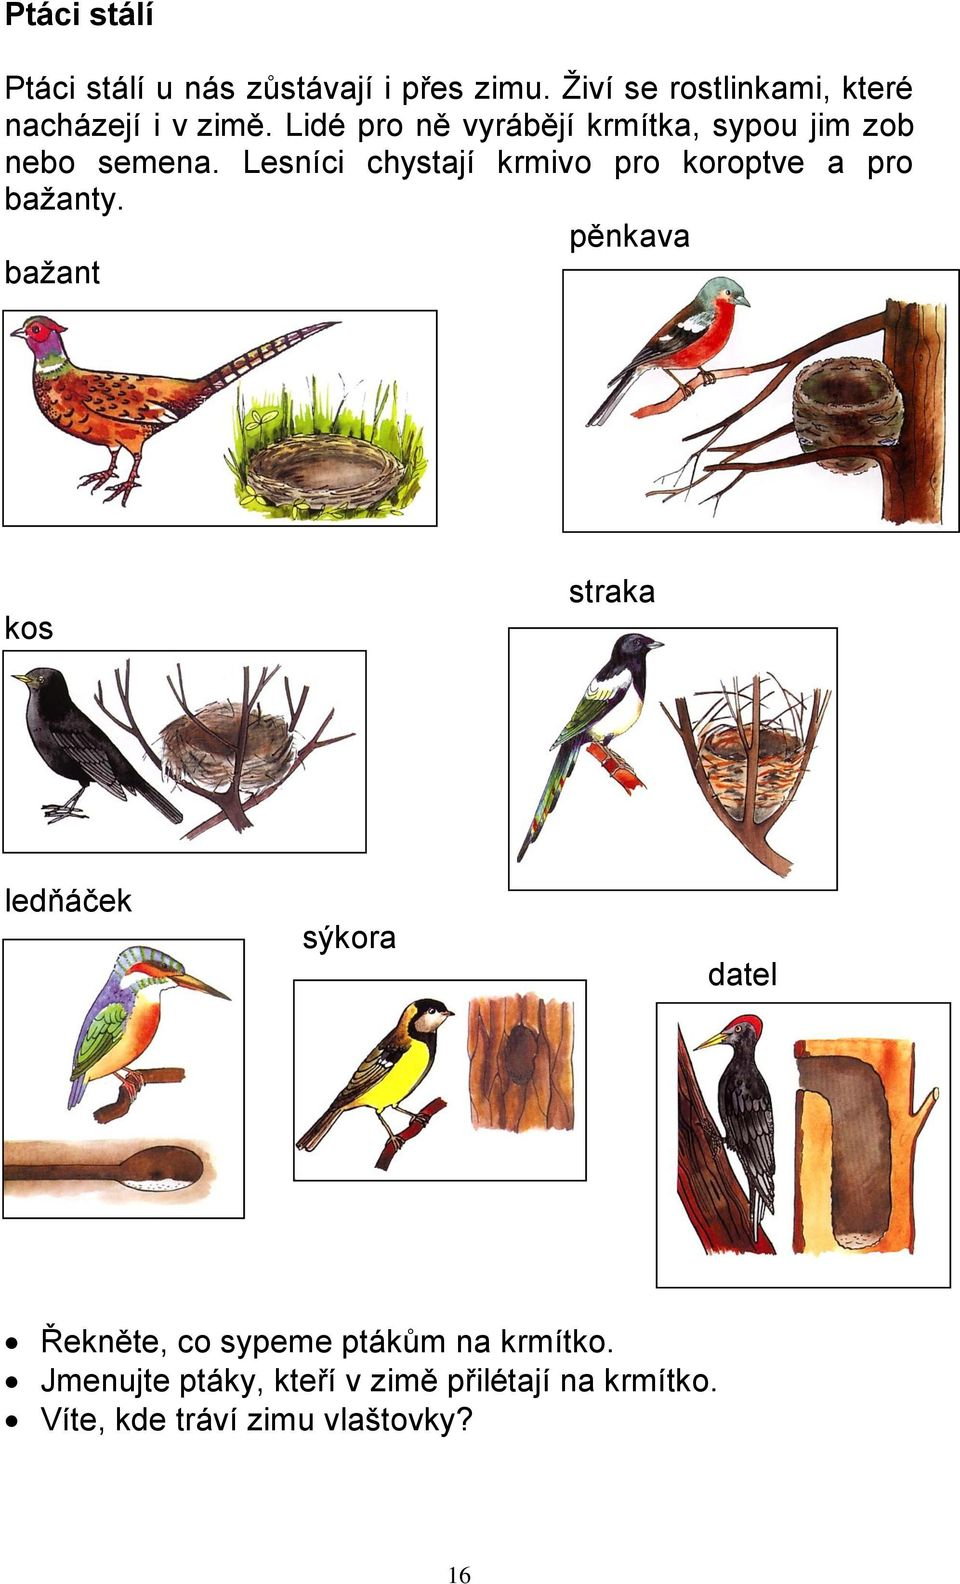 Ptáci stálí
Ptáci stálí u nás zůstávají i přes zimu. Živí se rostlinkami, které
nacházejí i v zimě. Lidé pro ně vyrábějí krmítka, sypou jim zob
nebo semena. Lesníci chystají krmivo pro koroptve a pro
bažanty.
pěnkava
bažant
straka
kos
ledňáček
sýkora
datel
• Řekněte, co sypeme ptákům na krmítko.
• Jmenujte ptáky, kteří v zimě přilétají na krmítko.
• Víte, kde tráví zimu vlaštovky?
16